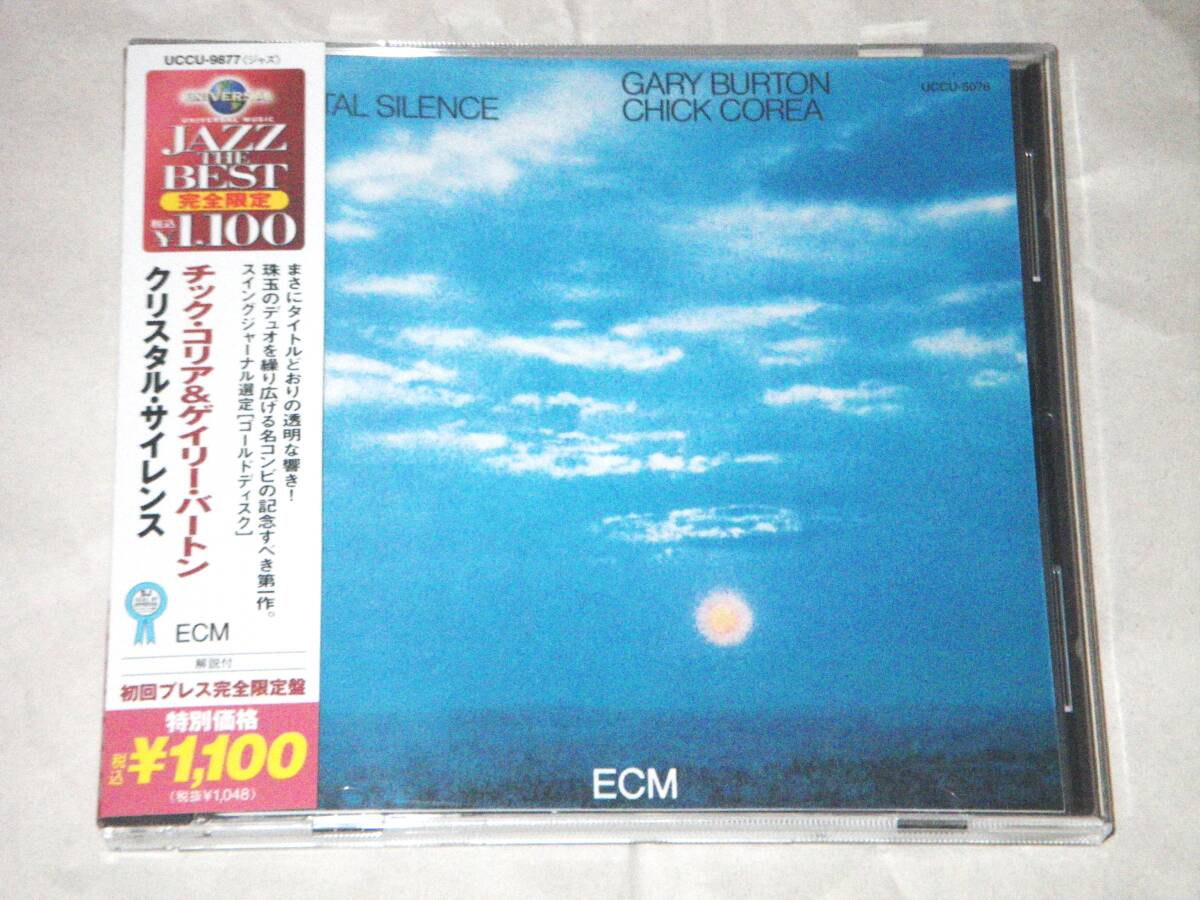 UCCU-9877〈ジャズ〉
UNIVERSAL
UNIVERSAL MUSIC
JAZZ
THE
BEST
完全限定
税込
¥1,100
まさにタイトルどおりの透明な響き!
珠玉のデュオを繰り広げる名コンビの記念すべき第一作。
スイングジャーナル選定[ゴールドディスク]
チック・コリア&ゲイリー・バートン
クリスタル・サイレンス
SJ
ECM
解説付
初回プレス完全限定盤
特別価格
税込 ¥1,100
(税抜¥1,048)
TAL SILENCE
GARY BURTON
CHICK COREA
UCCU-5076
ECM